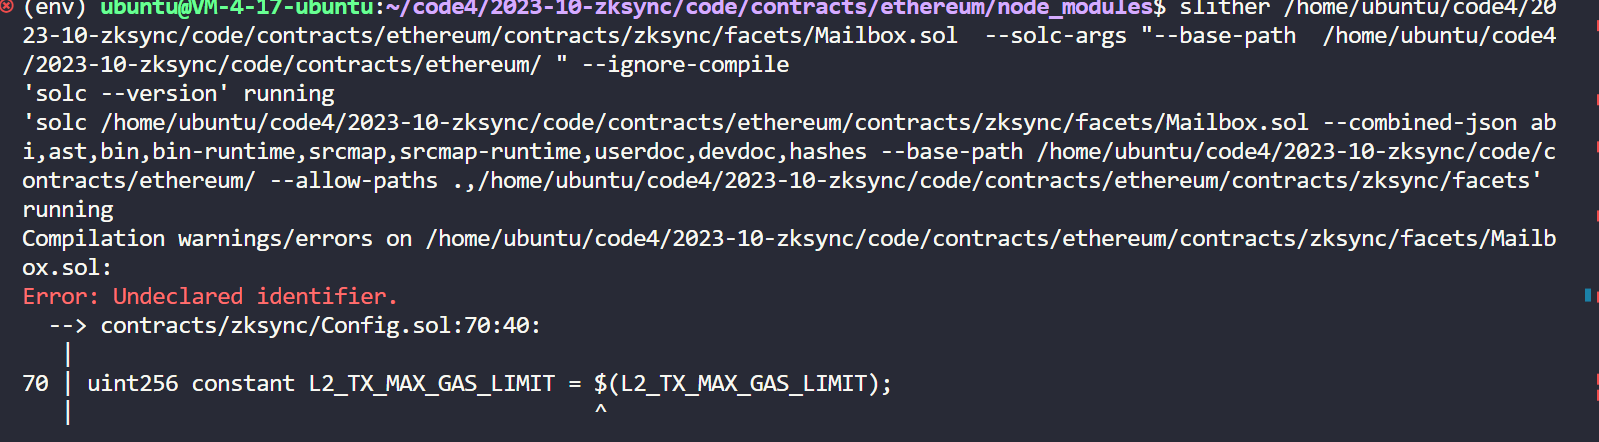 (env) ubuntu@VM-4-17-ubuntu:~/code4/2023-10-zksync/code/contracts/ethereum/node_modules$ slither /home/ubuntu/code4/20
23-10-zksync/code/contracts/ethereum/contracts/zksync/facets/Mailbox.sol  --solc-args "--base-path  /home/ubuntu/code4
/2023-10-zksync/code/contracts/ethereum/ " --ignore-compile
'solc --version' running
'solc /home/ubuntu/code4/2023-10-zksync/code/contracts/ethereum/contracts/zksync/facets/Mailbox.sol --combined-json ab
i,ast,bin,bin-runtime,srcmap,srcmap-runtime,userdoc,devdoc,hashes --base-path /home/ubuntu/code4/2023-10-zksync/code/c
ontracts/ethereum/ --allow-paths .,/home/ubuntu/code4/2023-10-zksync/code/contracts/ethereum/contracts/zksync/facets'
running
Compilation warnings/errors on /home/ubuntu/code4/2023-10-zksync/code/contracts/ethereum/contracts/zksync/facets/Mailb
ox.sol:
Error: Undeclared identifier.
  --> contracts/zksync/Config.sol:70:40:
   |
70 | uint256 constant L2_TX_MAX_GAS_LIMIT = $(L2_TX_MAX_GAS_LIMIT);
   |                                        ^